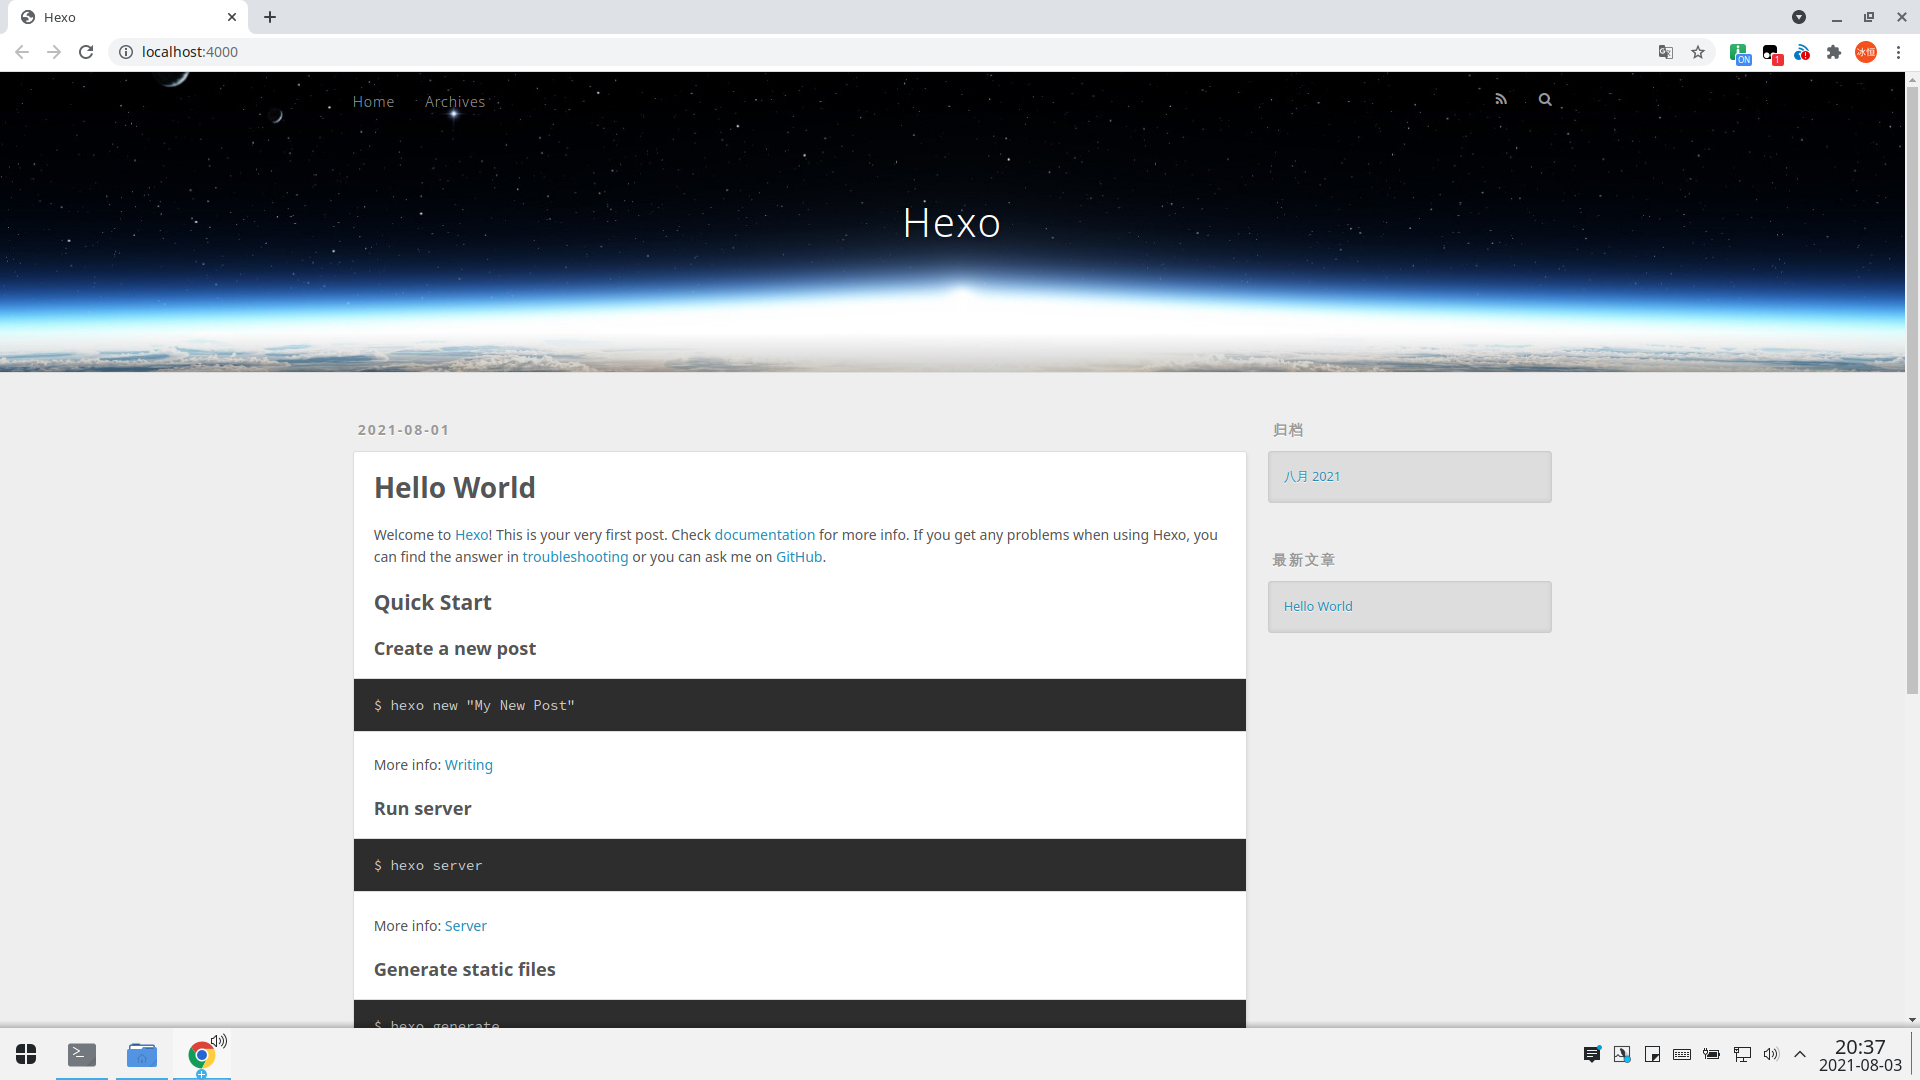 Hexo
localhost:4000
ON
1
冰恒
Home
Archives
Hexo
2021-08-01
Hello World
Welcome to Hexo! This is your very first post. Check documentation for more info. If you get any problems when using Hexo, you
can find the answer in troubleshooting or you can ask me on GitHub.
Quick Start
Create a new post
$ hexo new "My New Post"
More info: Writing
Run server
$ hexo server
More info: Server
Generate static files
$ hexo generate
归档
八月 2021
最新文章
Hello World
20:37
2021-08-03